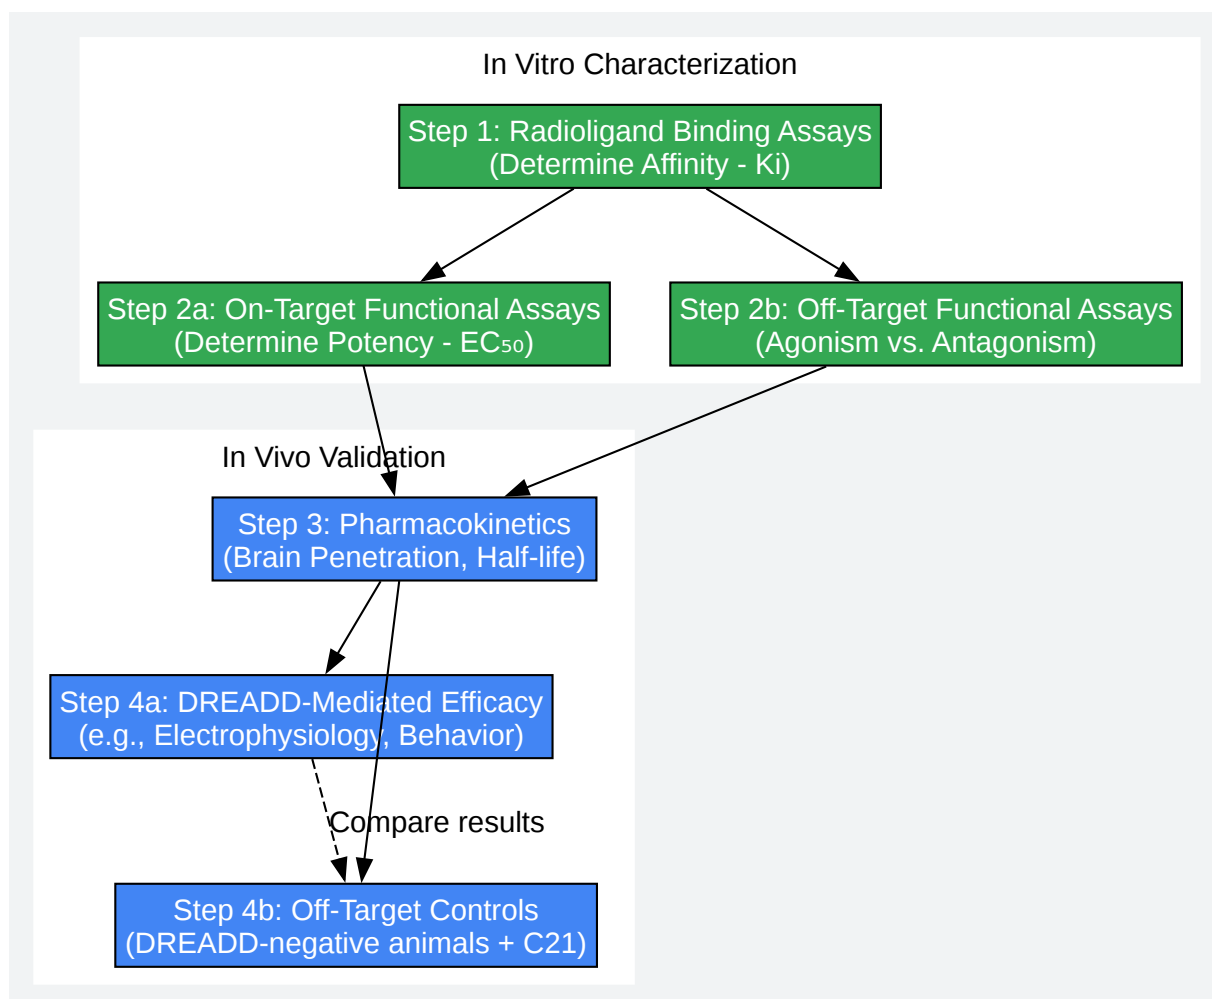 In Vitro Characterization
Step 1: Radioligand Binding Assays
(Determine Affinity - Ki)
Step 2a: On-Target Functional Assays
(Determine Potency - EC₅₀)
Step 2b: Off-Target Functional Assays
(Agonism vs. Antagonism)
In Vivo Validation
Step 3: Pharmacokinetics
(Brain Penetration, Half-life)
Step 4a: DREADD-Mediated Efficacy
(e.g., Electrophysiology, Behavior)
Compare results
Step 4b: Off-Target Controls
(DREADD-negative animals + C21)